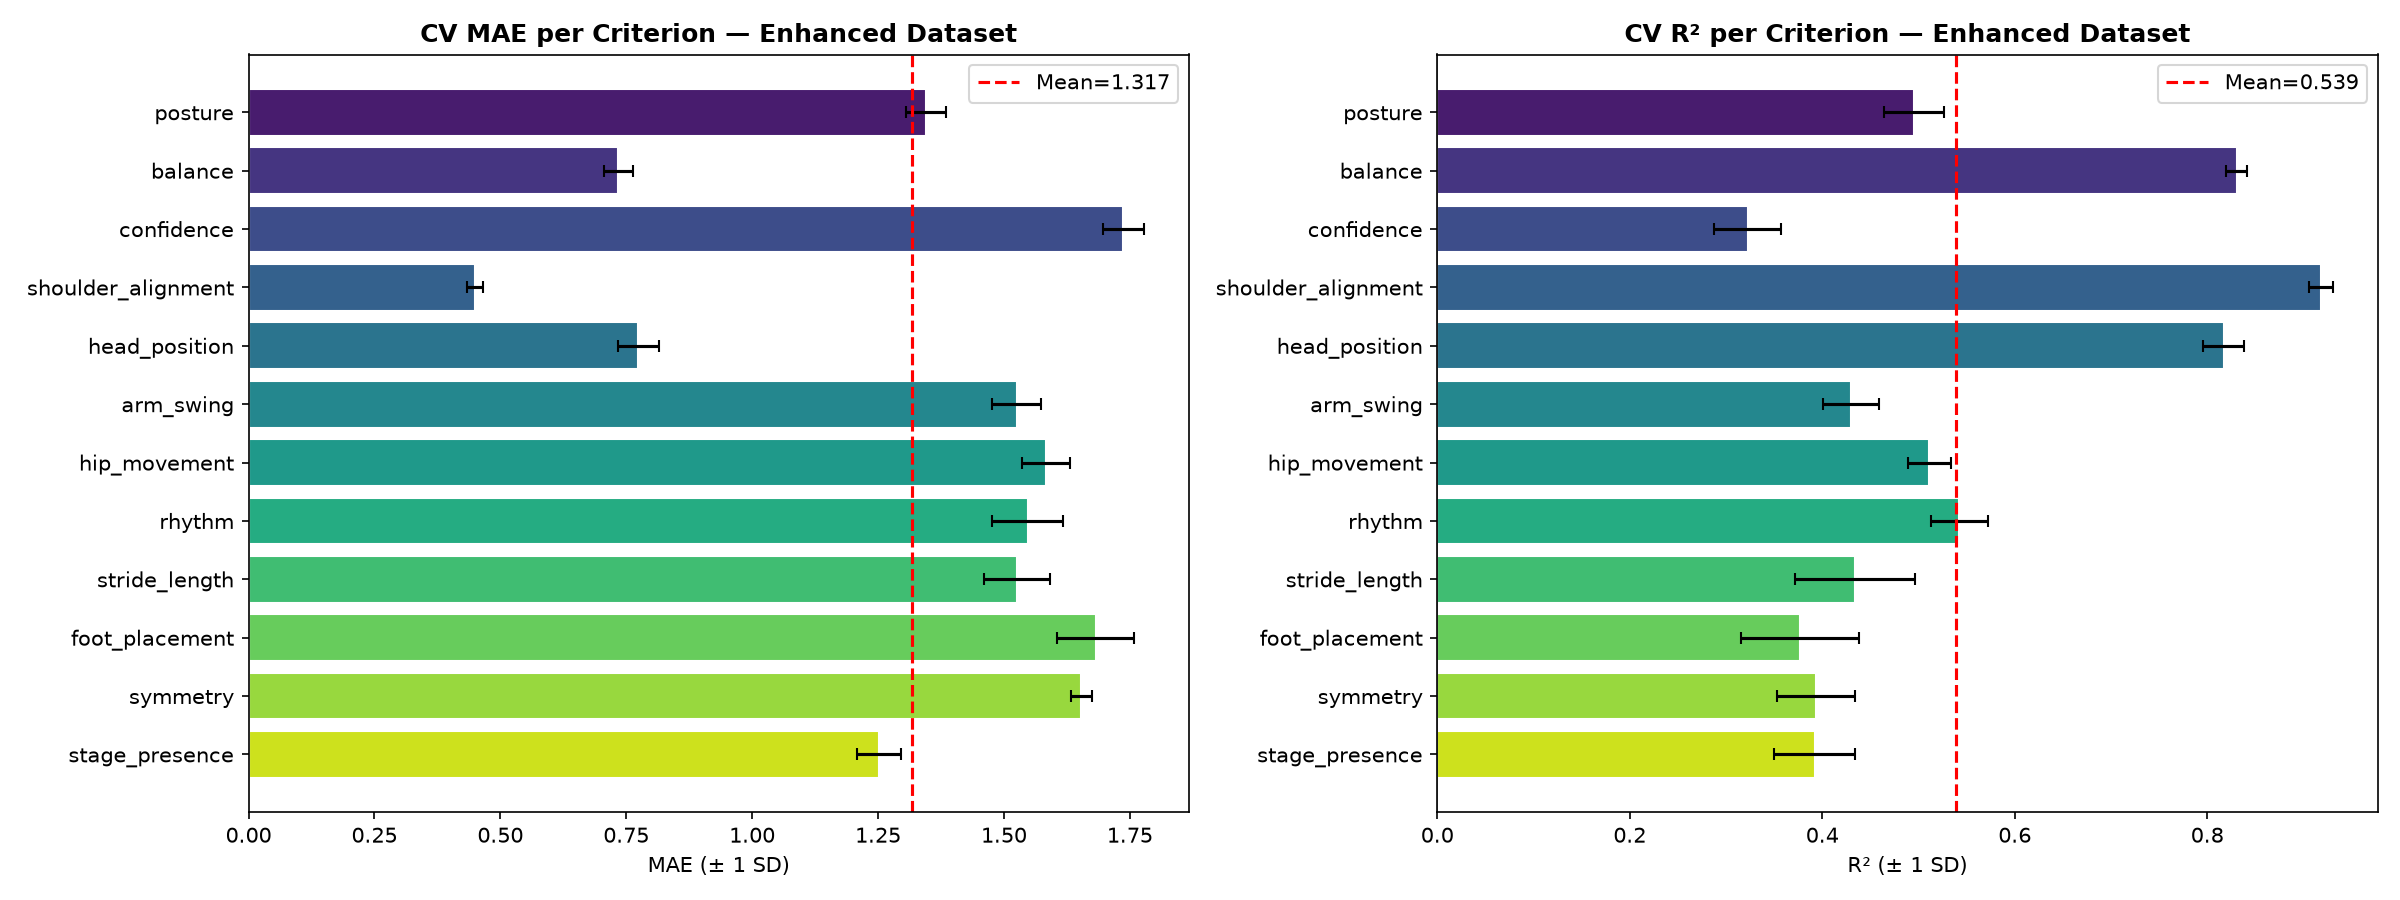 CV MAE per Criterion — Enhanced Dataset
Mean=1.317
posture
balance
confidence
shoulder_alignment
head_position
arm_swing
hip_movement
rhythm
stride_length
foot_placement
symmetry
stage_presence
0.00 0.25 0.50 0.75 1.00 1.25 1.50 1.75
MAE (± 1 SD)
CV R² per Criterion — Enhanced Dataset
Mean=0.539
posture
balance
confidence
shoulder_alignment
head_position
arm_swing
hip_movement
rhythm
stride_length
foot_placement
symmetry
stage_presence
0.0 0.2 0.4 0.6 0.8
R² (± 1 SD)